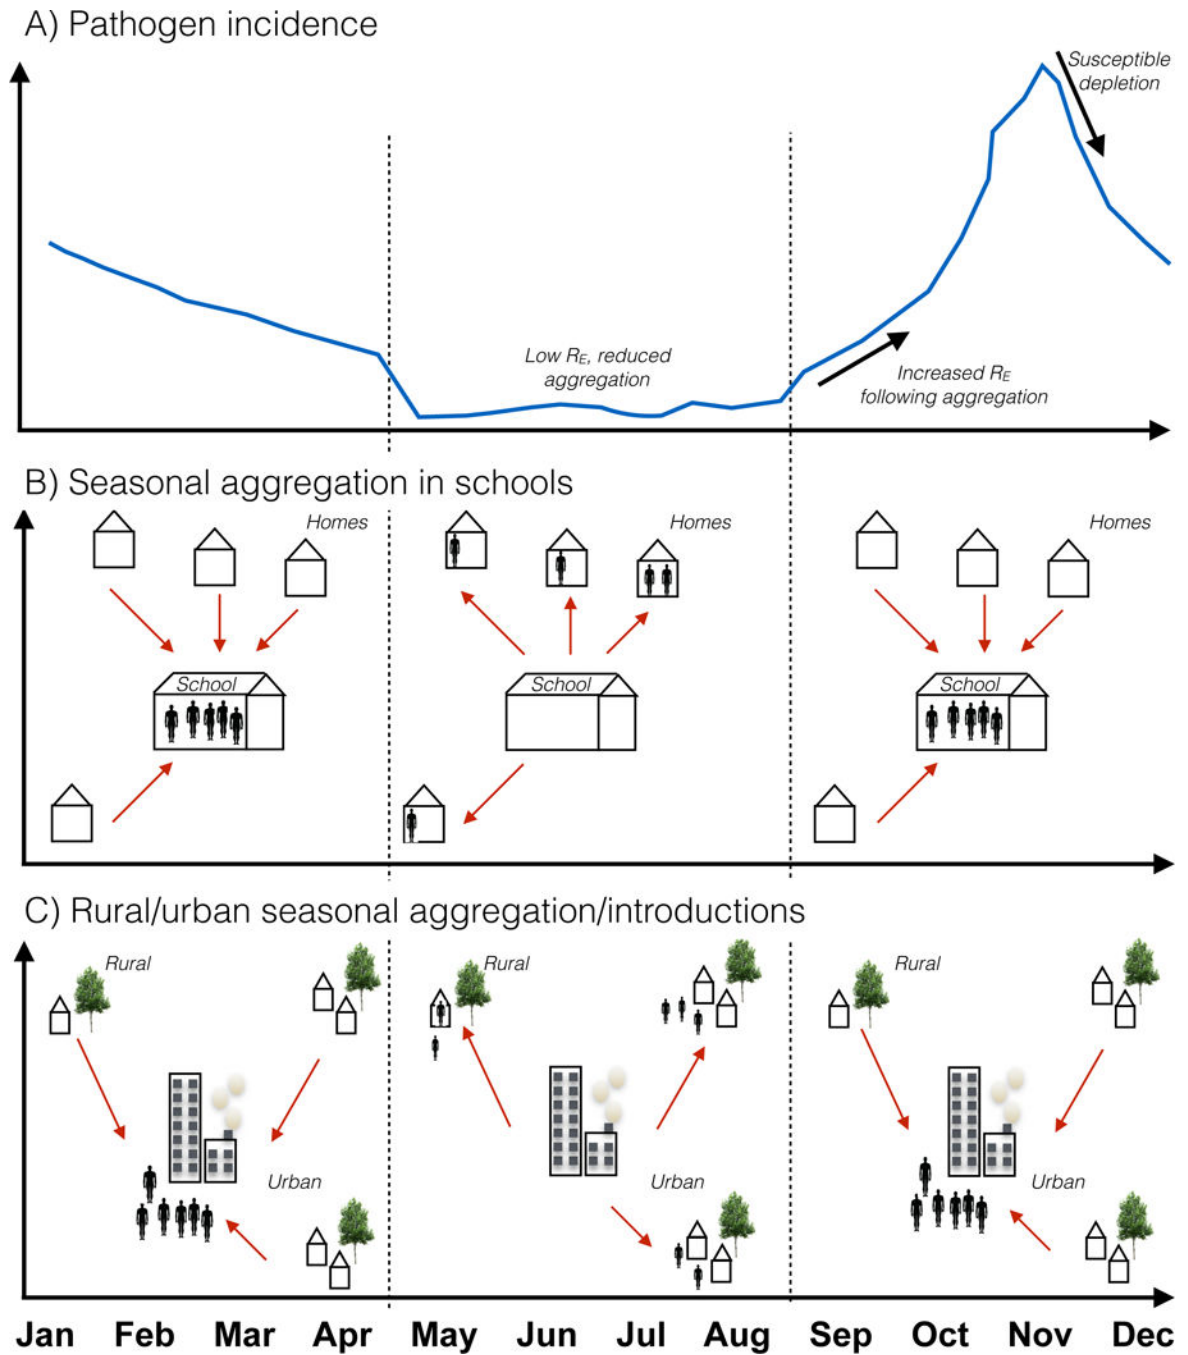 A) Pathogen incidence
Susceptible
depletion
Low RE, reduced
aggregation
Increased RE
following aggregation
B) Seasonal aggregation in schools
Homes
Homes
Homes
School
School
School
C) Rural/urban seasonal aggregation/introductions
Rural
Rural
Rural
Urban
Urban
Urban
Jan Feb Mar Apr May Jun Jul Aug Sep Oct Nov Dec